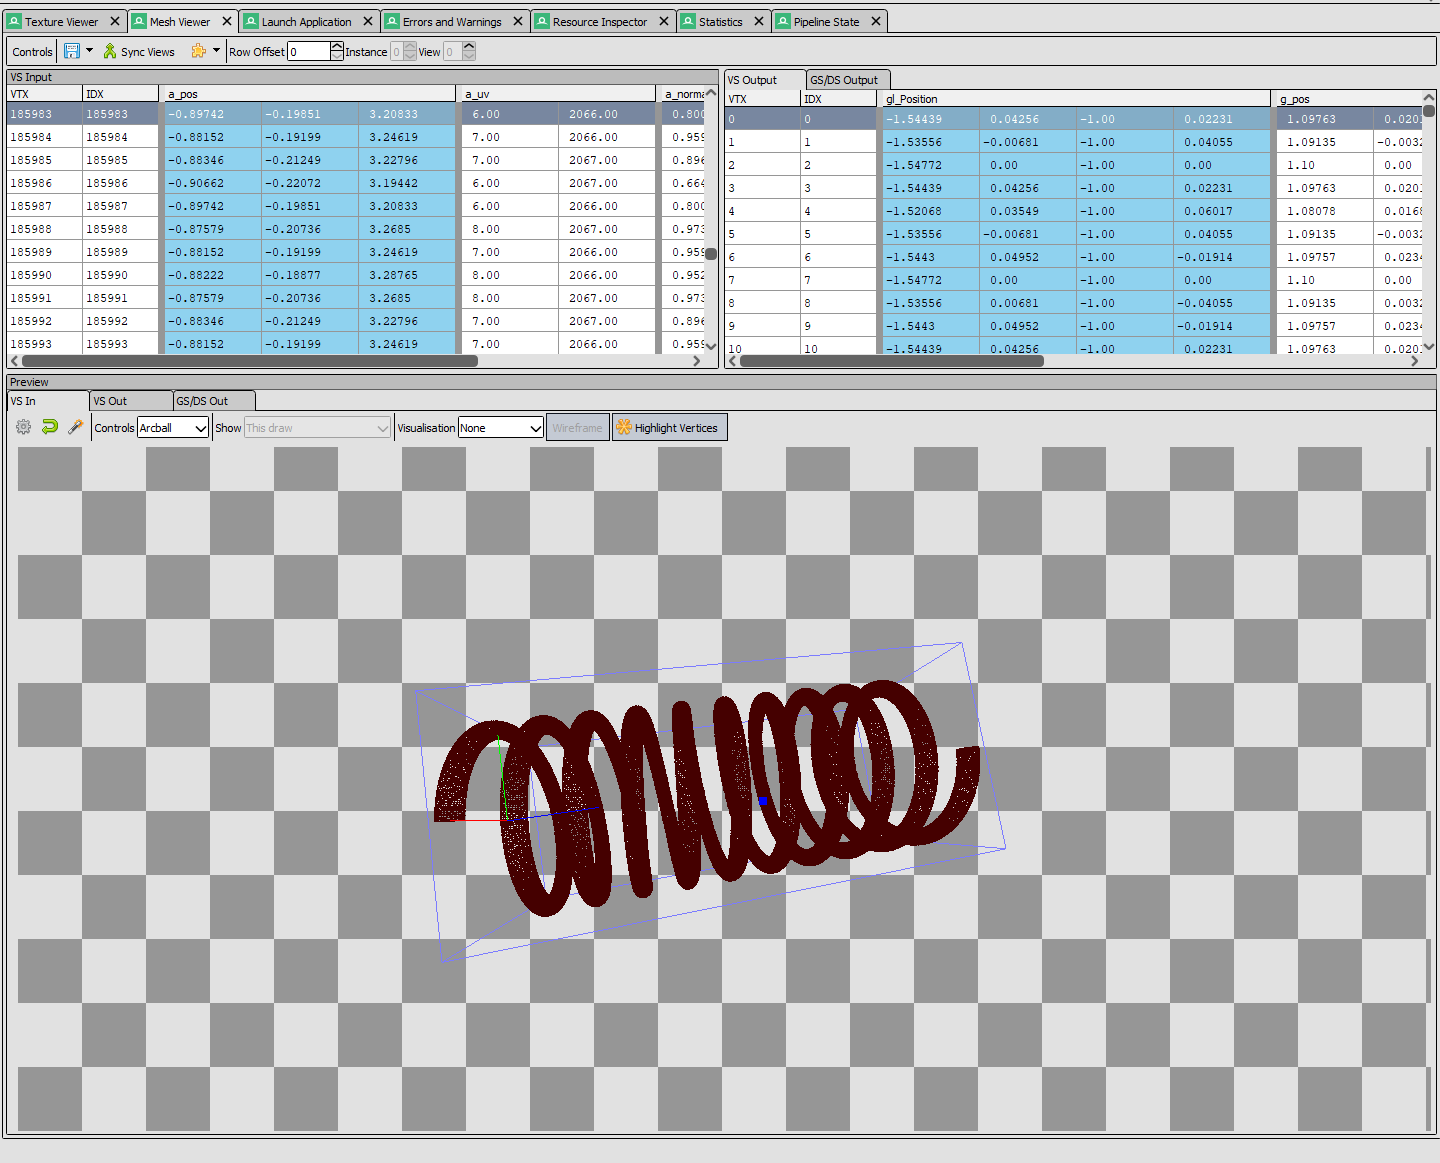 Texture Viewer Mesh Viewer Launch Application Errors and Warnings Resource Inspector Statistics Pipeline State
Controls Sync Views Row Offset 0 Instance 0 View 0
VS Input
VTX IDX a_pos a_uv a_norma
185983 185983 -0.89742 -0.19851 3.20833 6.00 2066.00 0.800
185984 185984 -0.88152 -0.19199 3.24619 7.00 2066.00 0.959
185985 185985 -0.88346 -0.21249 3.22796 7.00 2067.00 0.896
185986 185986 -0.90662 -0.22072 3.19442 6.00 2067.00 0.664
185987 185987 -0.89742 -0.19851 3.20833 6.00 2066.00 0.800
185988 185988 -0.87579 -0.20736 3.2685 8.00 2067.00 0.973
185989 185989 -0.88152 -0.19199 3.24619 7.00 2066.00 0.959
185990 185990 -0.88222 -0.18877 3.28765 8.00 2066.00 0.952
185991 185991 -0.87579 -0.20736 3.2685 8.00 2067.00 0.973
185992 185992 -0.88346 -0.21249 3.22796 7.00 2067.00 0.896
185993 185993 -0.88152 -0.19199 3.24619 7.00 2066.00 0.959
VS Output GS/DS Output
VTX IDX gl_Position g_pos
0 0 -1.54439 0.04256 -1.00 0.02231 1.09763 0.0201
1 1 -1.53556 -0.00681 -1.00 0.04055 1.09135 -0.0032
2 2 -1.54772 0.00 -1.00 0.00 1.10 0.00
3 3 -1.54439 0.04256 -1.00 0.02231 1.09763 0.0201
4 4 -1.52068 0.03549 -1.00 0.06017 1.08078 0.0168
5 5 -1.53556 -0.00681 -1.00 0.04055 1.09135 -0.0032
6 6 -1.5443 0.04952 -1.00 -0.01914 1.09757 0.0234
7 7 -1.54772 0.00 -1.00 0.00 1.10 0.00
8 8 -1.53556 0.00681 -1.00 -0.04055 1.09135 0.0032
9 9 -1.5443 0.04952 -1.00 -0.01914 1.09757 0.0234
10 10 -1.54439 0.04256 -1.00 0.02231 1.09763 0.0201
Preview
VS In VS Out GS/DS Out
Controls Arcball Show This draw Visualisation None Wireframe Highlight Vertices